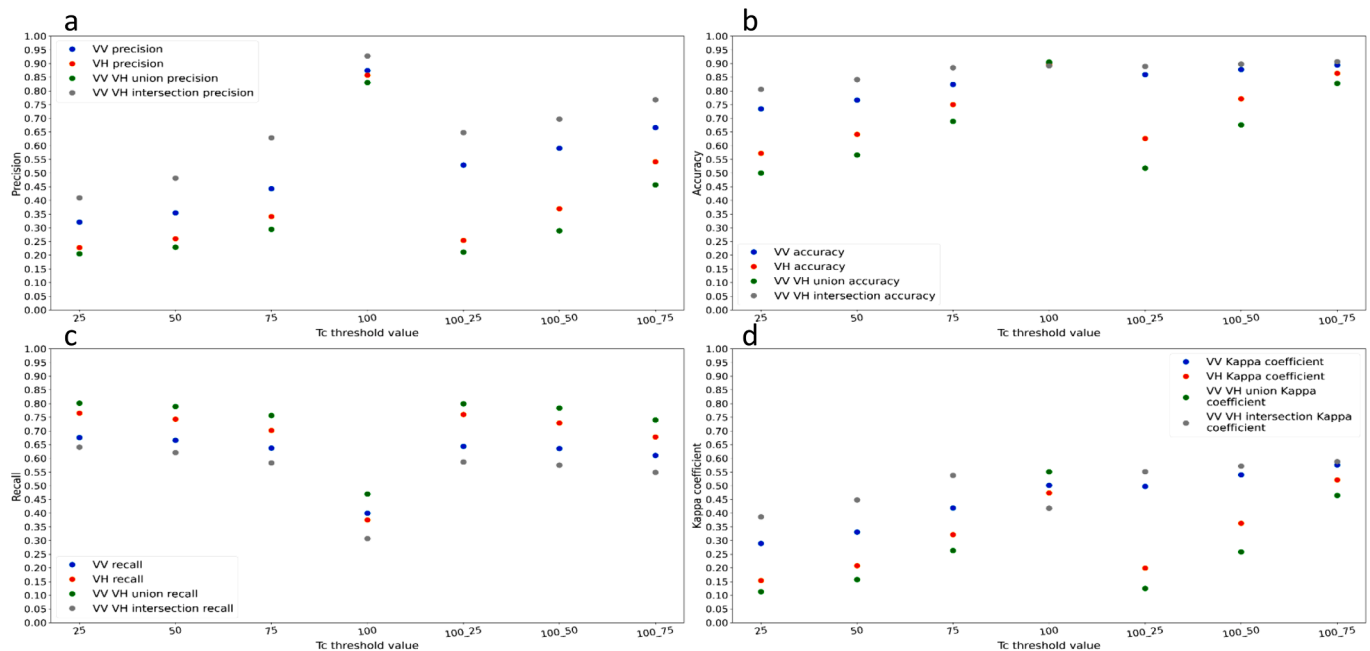 a
1.00
0.95
0.90
0.85
0.80
0.75
0.70
0.65
0.60
0.55
0.50
0.45
0.40
0.35
0.30
0.25
0.20
0.15
0.10
0.05
0.00
Precision
VV precision
VH precision
VV VH union precision
VV VH intersection precision
25 50 75 100 100_25 100_50 100_75
Tc threshold value
b
1.00
0.95
0.90
0.85
0.80
0.75
0.70
0.65
0.60
0.55
0.50
0.45
0.40
0.35
0.30
0.25
0.20
0.15
0.10
0.05
0.00
Accuracy
VV accuracy
VH accuracy
VV VH union accuracy
VV VH intersection accuracy
25 50 75 100 100_25 100_50 100_75
Tc threshold value
c
1.00
0.95
0.90
0.85
0.80
0.75
0.70
0.65
0.60
0.55
0.50
0.45
0.40
0.35
0.30
0.25
0.20
0.15
0.10
0.05
0.00
Recall
VV recall
VH recall
VV VH union recall
VV VH intersection recall
25 50 75 100 100_25 100_50 100_75
Tc threshold value
d
1.00
0.95
0.90
0.85
0.80
0.75
0.70
0.65
0.60
0.55
0.50
0.45
0.40
0.35
0.30
0.25
0.20
0.15
0.10
0.05
0.00
Kappa coefficient
VV Kappa coefficient
VH Kappa coefficient
VV VH union Kappa
coefficient
VV VH intersection Kappa
coefficient
25 50 75 100 100_25 100_50 100_75
Tc threshold value